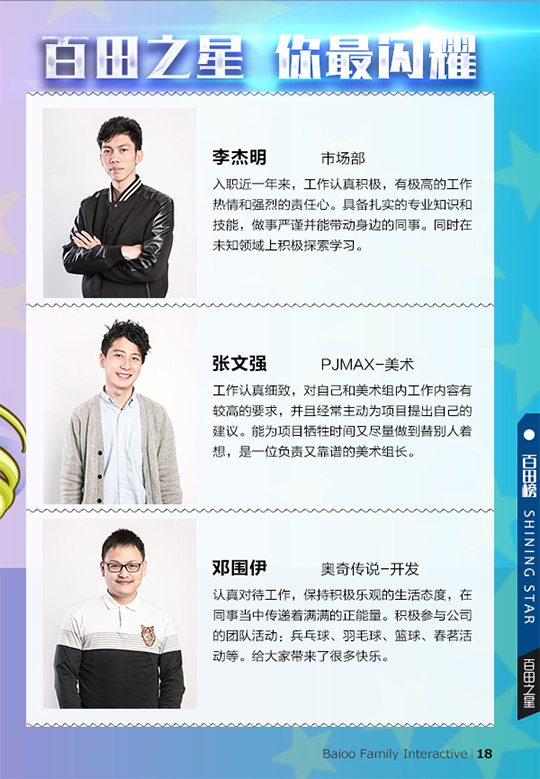 百田之星 你最闪耀
李杰明 市场部
入职近一年来，工作认真积极，有极高的工作
热情和强烈的责任心。具备扎实的专业知识和
技能，做事严谨并能带动身边的同事。同时在
未知领域上积极探索学习。
张文强 PJMAX-美术
工作认真细致，对自己和美术组内工作内容有
较高的要求，并且经常主动为项目提出自己的
建议。能为项目牺牲时间又尽量做到替别人着
想，是一位负责又靠谱的美术组长。
邓围伊 奥奇传说-开发
认真对待工作，保持积极乐观的生活态度，在
同事当中传递着满满的正能量。积极参与公司
的团队活动；兵乓球、羽毛球、篮球、春茗活
动等。给大家带来了很多快乐。
百田榜 SHINING STAR
百田之星
Baioo Family Interactive | 18